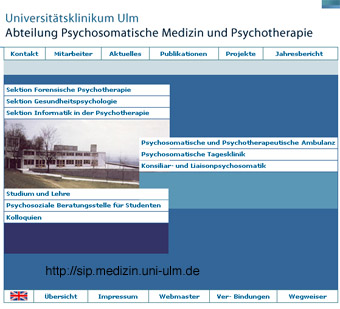 Universitätsklinikum Ulm
Abteilung Psychosomatische Medizin und Psychotherapie
Kontakt Mitarbeiter Aktuelles Publikationen Projekte Jahresbericht
Sektion Forensische Psychotherapie
Sektion Gesundheitspsychologie
Sektion Informatik in der Psychotherapie
Psychosomatische und Psychotherapeutische Ambulanz
Psychosomatische Tagesklinik
Konsiliar- und Liaisonpsychosomatik
Studium und Lehre
Psychosoziale Beratungsstelle für Studenten
Kolloquien
http://sip.medizin.uni-ulm.de
Übersicht Impressum Webmaster Ver- Bindungen Wegweiser